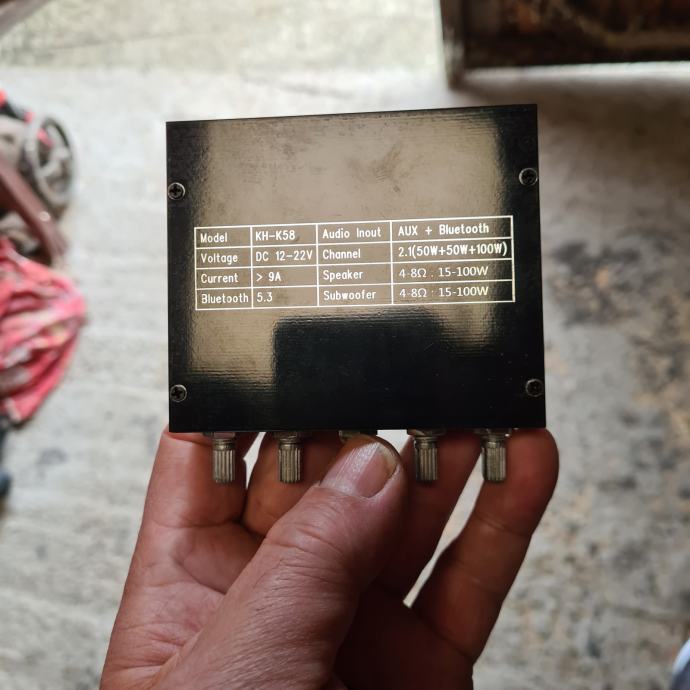 Model KH-K58 Audio Inout AUX + Bluetooth
Voltage DC 12-22V Channel 2.1(50W+50W+100W)
Current > 9A Speaker 4-8Ω : 15-100W
Bluetooth 5.3 Subwoofer 4-8Ω : 15-100W